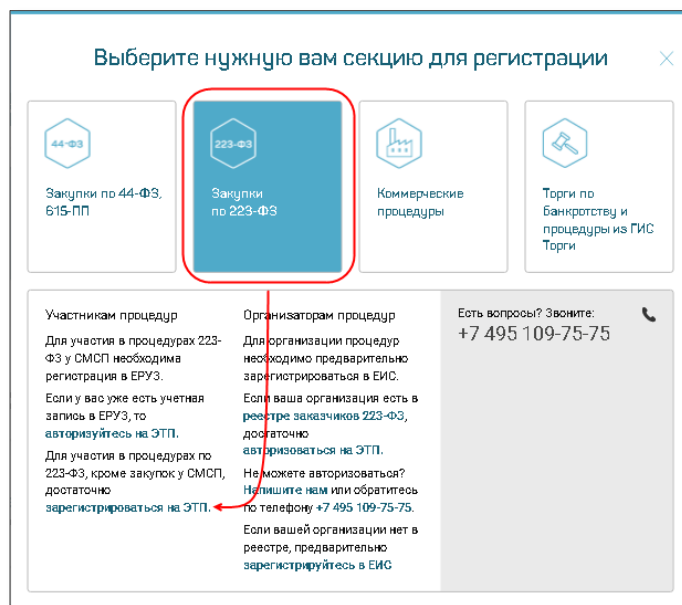 Выберите нужную вам секцию для регистрации
44-ФЗ
Закупки по 44-ФЗ,
615-ПП
223-ФЗ
Закупки
по 223-ФЗ
Коммерческие
процедуры
Торги по
банкротству и
процедуры из ГИС
Торги
Участникам процедур
Для участия в процедурах 223-
ФЗ у СМСП необходима
регистрация в ЕРУЗ.
Если у вас уже есть учетная
запись в ЕРУЗ, то
авторизуйтесь на ЭТП.
Для участия в процедурах по
223-ФЗ, кроме закупок у СМСП,
достаточно
зарегистрироваться на ЭТП.
Организаторам процедур
Для организации процедур
необходимо предварительно
зарегистрироваться в ЕИС.
Если ваша организация есть в
реестре заказчиков 223-ФЗ,
достаточно
авторизоваться на ЭТП.
Не можете авторизоваться?
Напишите нам или обратитесь
по телефону +7 495 109-75-75.
Если вашей организации нет в
реестре, предварительно
зарегистрируйтесь в ЕИС
Есть вопросы? Звоните:
+7 495 109-75-75